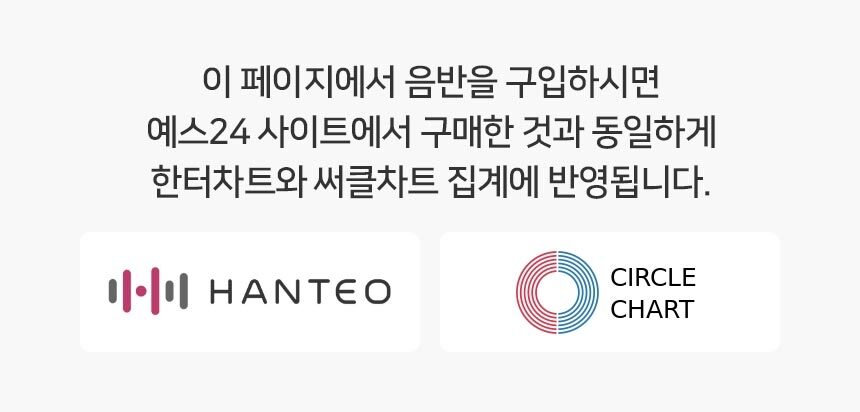 이 페이지에서 음반을 구입하시면
예스24 사이트에서 구매한 것과 동일하게
한터차트와 써클차트 집계에 반영됩니다.
HANTEO
CIRCLE
CHART